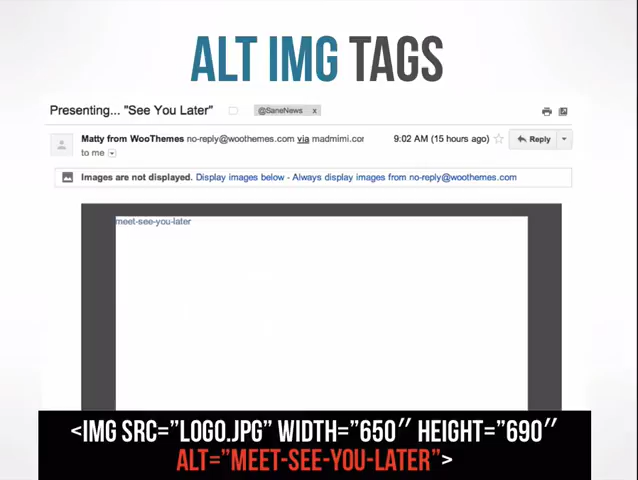 ALT IMG TAGS
Presenting... "See You Later" @SaneNews x
Matty from WooThemes no-reply@woothemes.com via madmimi.cor 9:02 AM (15 hours ago) Reply
to me
Images are not displayed. Display images below - Always display images from no-reply@woothemes.com
meet-see-you-later
<IMG SRC=”LOGO.JPG” WIDTH=”650″ HEIGHT=”690″
ALT=”MEET-SEE-YOU-LATER”>